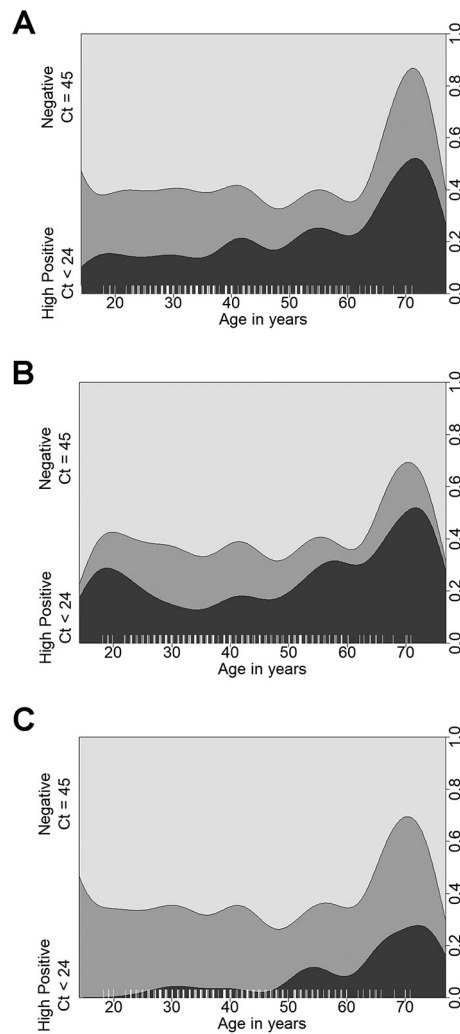 A
Negative
Ct = 45
High Positive
Ct < 24
0.0 0.2 0.4 0.6 0.8 1.0
20 30 40 50 60 70
Age in years
B
Negative
Ct = 45
High Positive
Ct < 24
0.0 0.2 0.4 0.6 0.8 1.0
20 30 40 50 60 70
Age in years
C
Negative
Ct = 45
High Positive
Ct < 24
0.0 0.2 0.4 0.6 0.8 1.0
20 30 40 50 60 70
Age in years